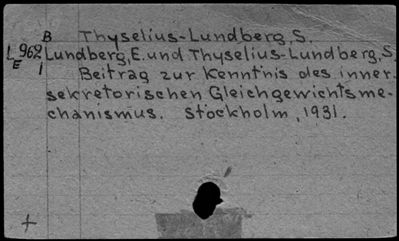 B Thyselius-Lundberg, S.
L 962 Lundberg, E. und Thyselius-Lundberg, S.
E
1 Beitrag zur Kenntnis des inner-
sekretorischen Gleichgewichtsme-
chanismus. Stockholm, 1931.
+